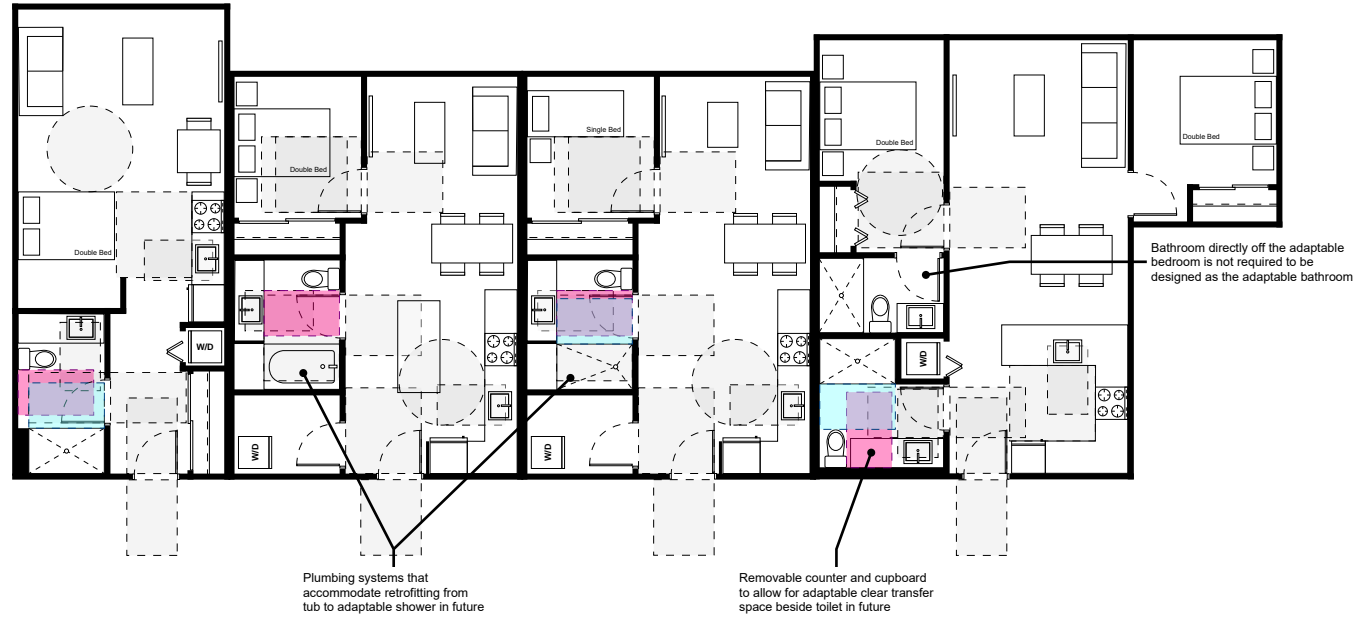 Single Bed
Double Bed
Double Bed
Double Bed
Double Bed
Double Bed
Bathroom directly off the adaptable
bedroom is not required to be
designed as the adaptable bathroom
W/D
W/D
W/D
W/D
Plumbing systems that
accommodate retrofitting from
tub to adaptable shower in future
Removable counter and cupboard
to allow for adaptable clear transfer
space beside toilet in future